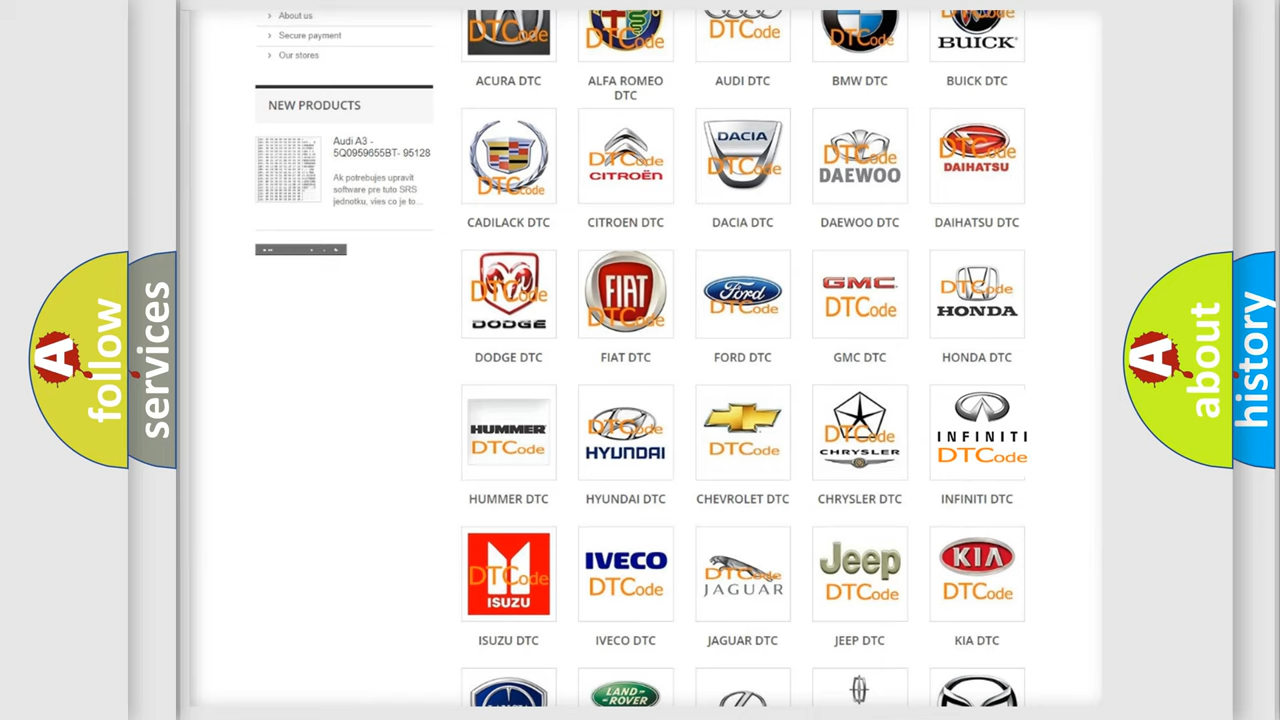 About us
Secure payment
Our stores
NEW PRODUCTS
Audi A3 -
5Q0959655BT- 95128
Ak potrebujes upravit
software pre tuto SRS
jednotku, vies co je to...
DTCode
DTCode
DTCode
DTCode
BUICK
DTCode
ACURA DTC
ALFA ROMEO
DTC
AUDI DTC
BMW DTC
BUICK DTC
DTCode
DTCode
CITROËN
DACIA
DTCode
DTCode
DAEWOO
DTCode
DAIHATSU
CADILACK DTC
CITROEN DTC
DACIA DTC
DAEWOO DTC
DAIHATSU DTC
DTCode
DODGE
FIAT
DTCode
Ford
DTCode
GMC
DTCode
DTCode
HONDA
DODGE DTC
FIAT DTC
FORD DTC
GMC DTC
HONDA DTC
HUMMER
DTCode
DTCode
HYUNDAI
DTCode
DTCode
CHRYSLER
INFINITI
DTCode
HUMMER DTC
HYUNDAI DTC
CHEVROLET DTC
CHRYSLER DTC
INFINITI DTC
DTCode
ISUZU
IVECO
DTCode
DTCode
JAGUAR
Jeep
DTCode
KIA
DTCode
ISUZU DTC
IVECO DTC
JAGUAR DTC
JEEP DTC
KIA DTC
LAND-
ROVER
A
follow
services
A
about
history